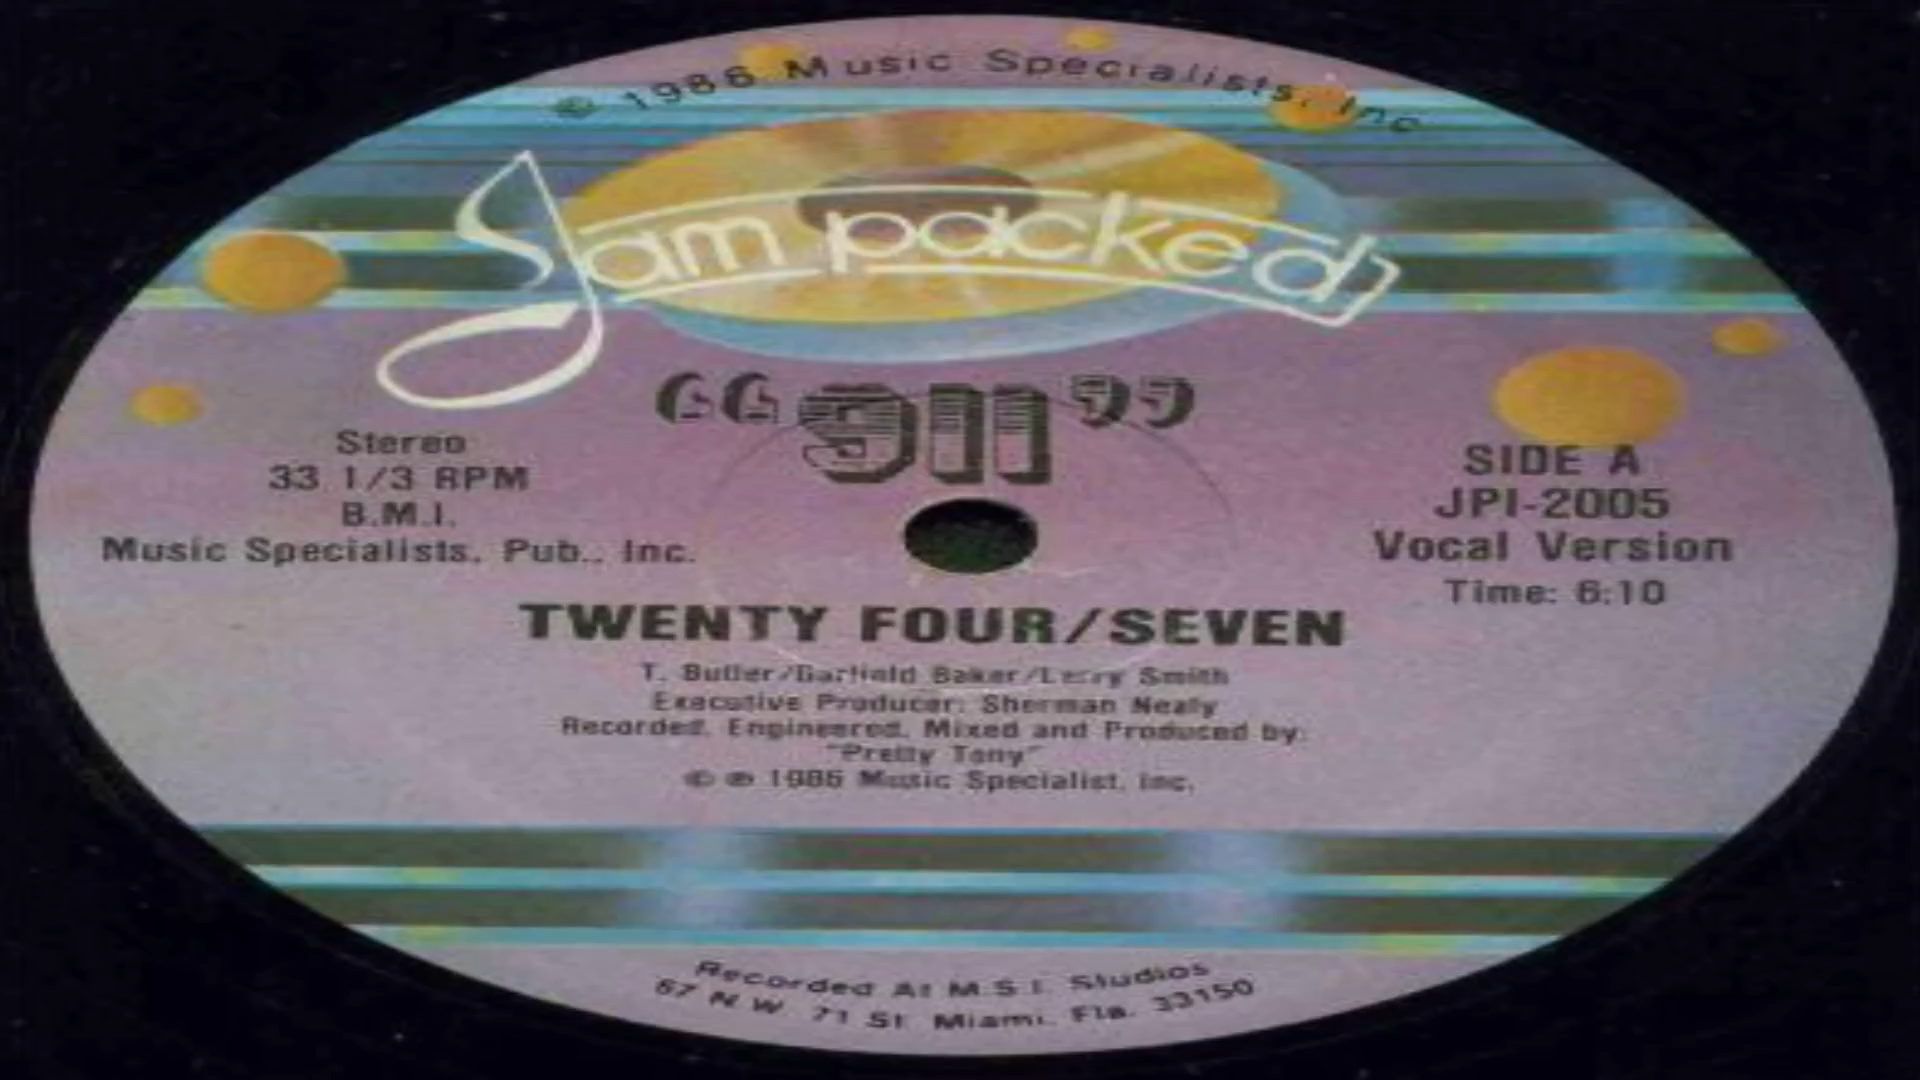 © 1986 Music Specialists, Inc
Jam packed
“911”
Stereo
33 1/3 RPM
B.M.I.
Music Specialists, Pub., Inc.
SIDE A
JPI-2005
Vocal Version
Time: 6:10
TWENTY FOUR/SEVEN
T. Butler/Garfield Baker/Larry Smith
Executive Producer: Sherman Nealy
Recorded, Engineered, Mixed and Produced by:
"Pretty Tony"
© ℗ 1986 Music Specialist, Inc.
Recorded At M.S.I. Studios
67 N.W. 71 St. Miami, Fla. 33150